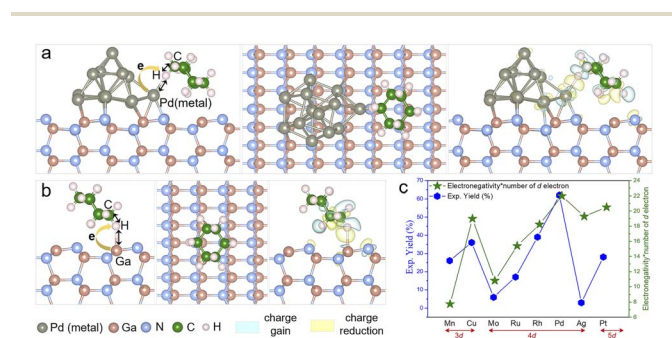 a
C
e
H
Pd(metal)
b
C
H
e
Ga
c
Electronegativity*number of d electron
Exp. Yield (%)
70
60
50
40
30
20
10
0
Exp. Yield (%)
24
22
20
18
16
14
12
10
8
6
Electronegativity*number of d electron
Mn Cu Mo Ru Rh Pd Ag Pt
3d 4d 5d
Pd (metal) Ga N C H
charge gain
charge reduction